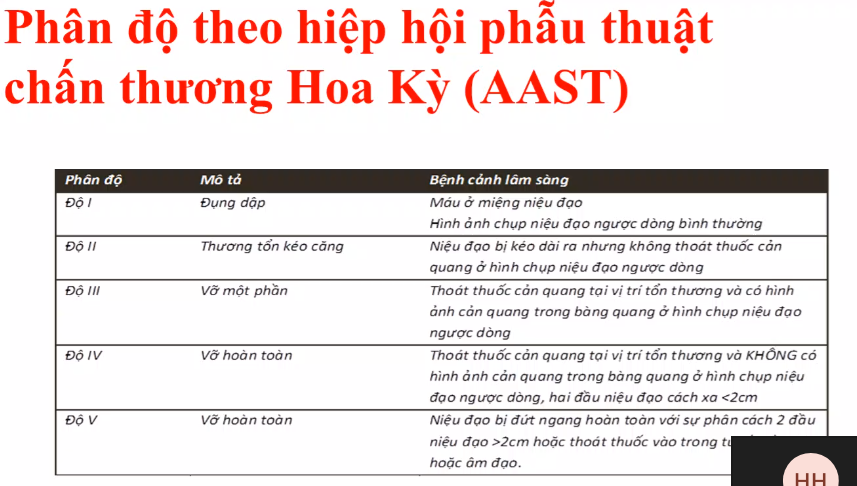 Phân độ theo hiệp hội phẫu thuật
chấn thương Hoa Kỳ (AAST)
Phân độ Mô tả Bệnh cảnh lâm sàng
Độ I Đụng dập Máu ở miệng niệu đạo
Hình ảnh chụp niệu đạo ngược dòng bình thường
Độ II Thương tổn kéo căng Niệu đạo bị kéo dài ra nhưng không thoát thuốc cản
quang ở hình chụp niệu đạo ngược dòng
Độ III Vỡ một phần Thoát thuốc cản quang tại vị trí tổn thương và có hình
ảnh cản quang trong bàng quang ở hình chụp niệu đạo
ngược dòng
Độ IV Vỡ hoàn toàn Thoát thuốc cản quang tại vị trí tổn thương và KHÔNG có
hình ảnh cản quang trong bàng quang ở hình chụp niệu
đạo ngược dòng, hai đầu niệu đạo cách xa <2cm
Độ V Vỡ hoàn toàn Niệu đạo bị đứt ngang hoàn toàn với sự phân cách 2 đầu
niệu đạo >2cm hoặc thoát thuốc vào trong
hoặc âm đạo.
HH